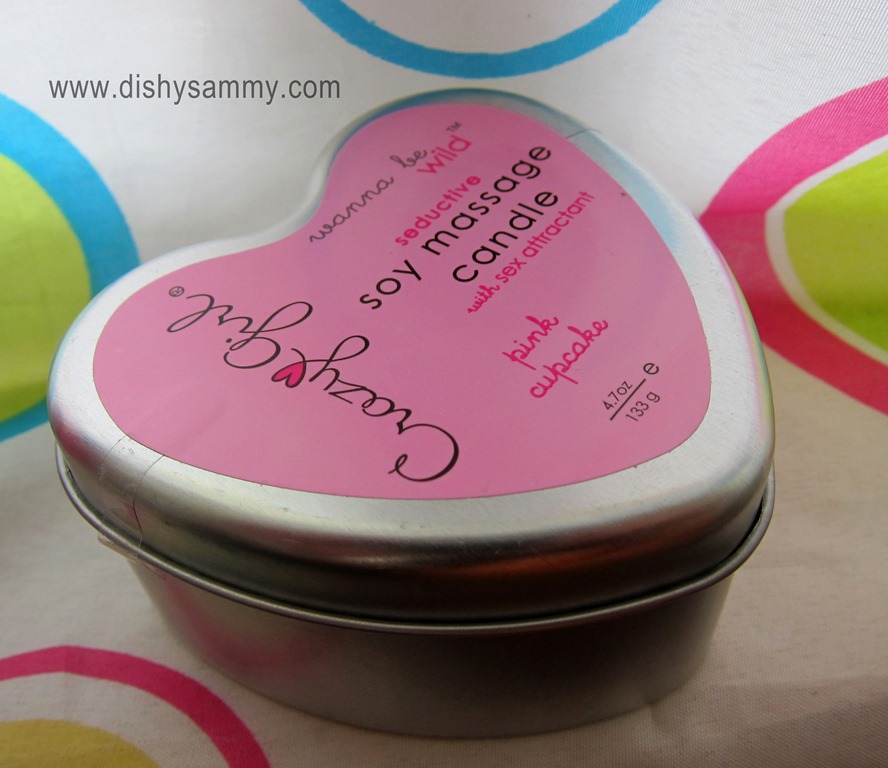 www.dishysammy.com
wanna be
wild™
seductive
soy massage
candle
with sex attractant
Crazy Girl®
pink
cupcake
4.7oz
133 g
e